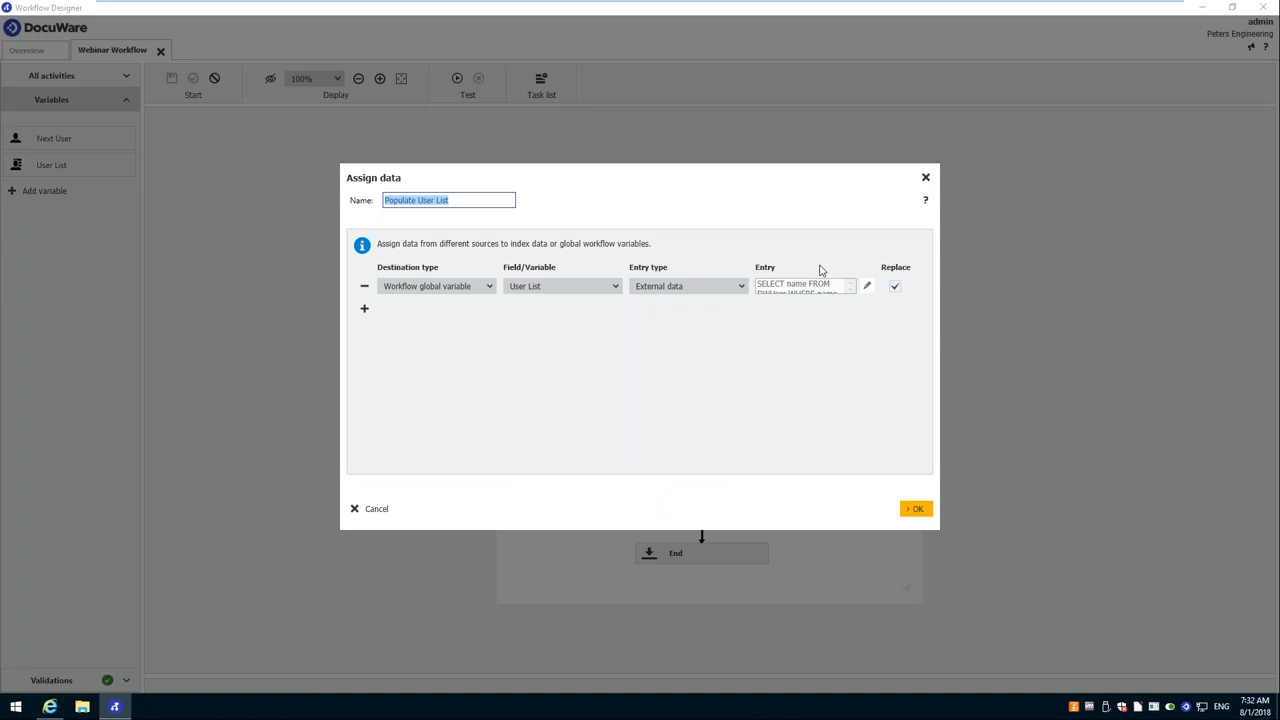 Workflow Designer
DocuWare
admin
Peters Engineering
Overview
Webinar Workflow
?
All activities
Variables
100%
Start
Display
Test
Task list
Next User
User List
Add variable
Assign data
Name:
Populate User List
?
Assign data from different sources to index data or global workflow variables.
Destination type
Field/Variable
Entry type
Entry
Replace
Workflow global variable
User List
External data
SELECT name FROM
Cancel
OK
End
Validations
ENG
7:32 AM
8/1/2018